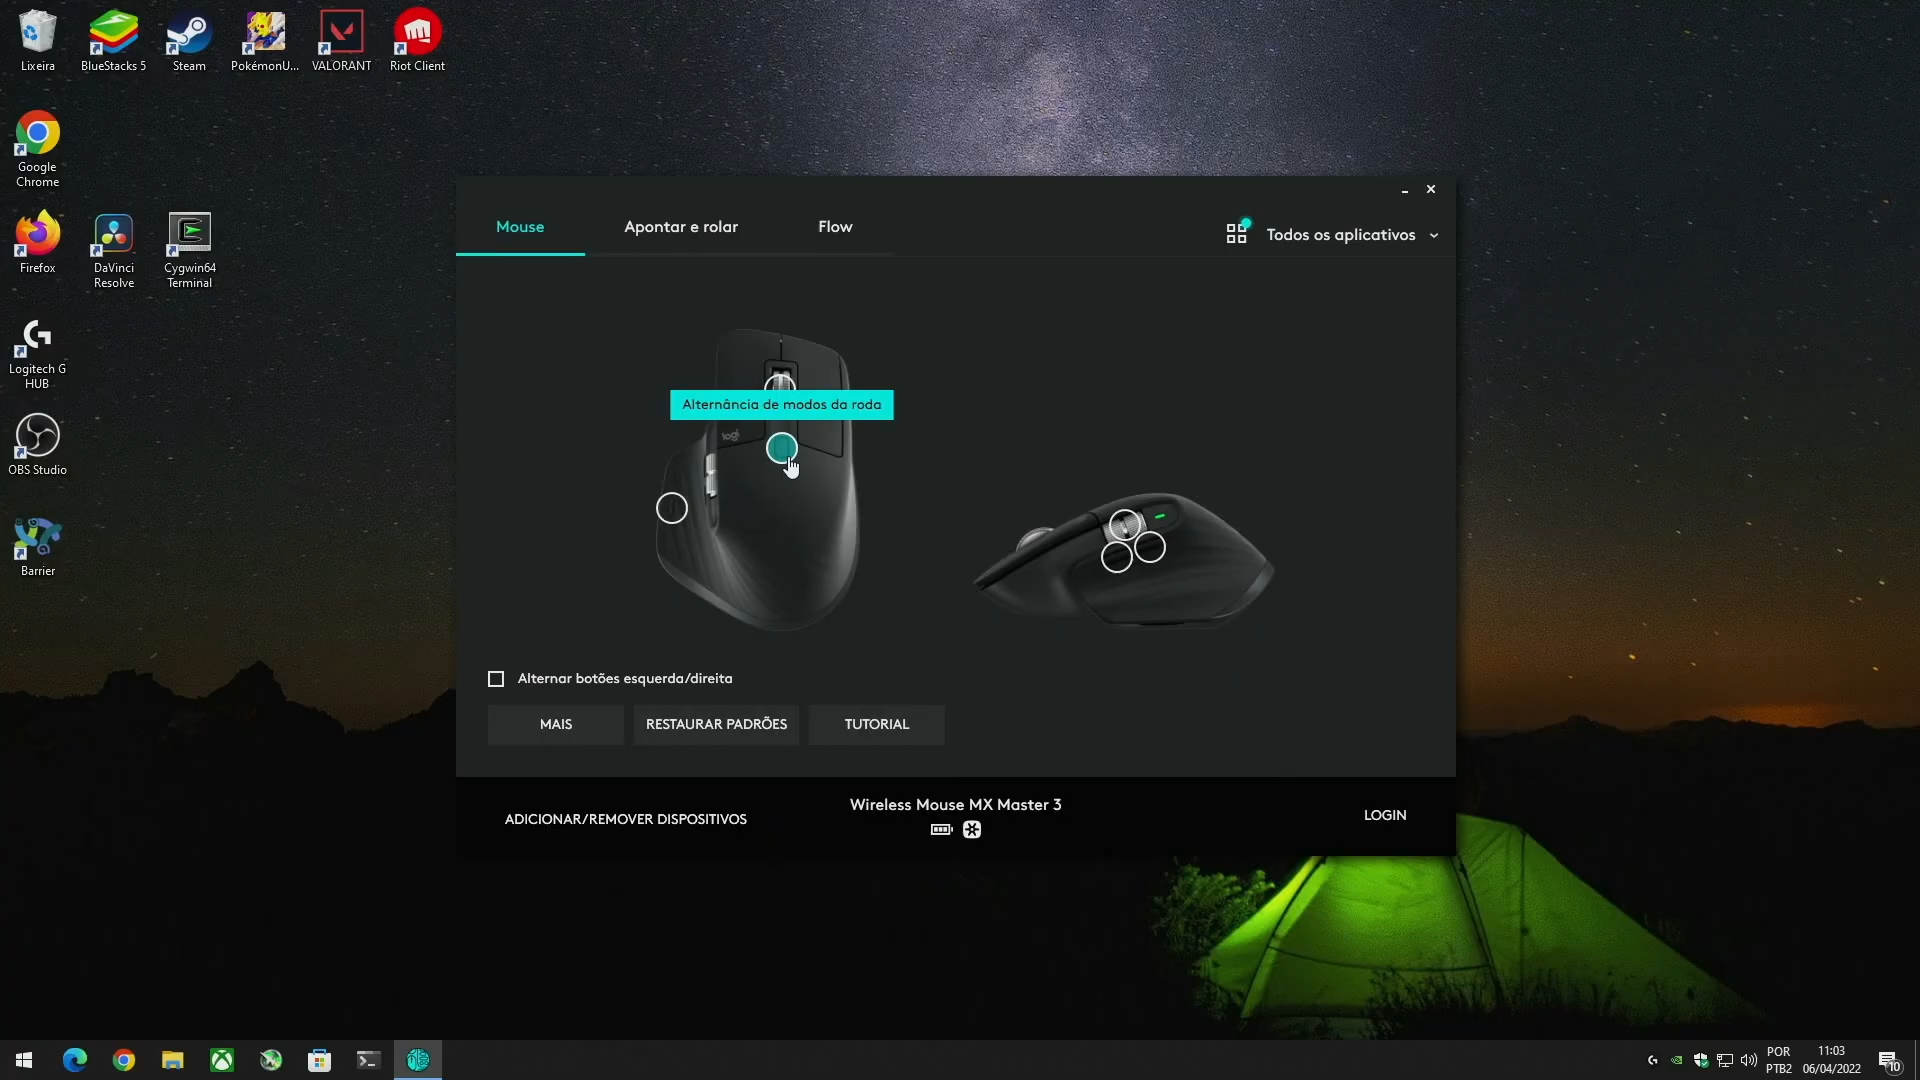 Lixeira
BlueStacks 5
Steam
PokémonU...
VALORANT
Riot Client
Google
Chrome
Firefox
DaVinci
Resolve
Cygwin64
Terminal
Logitech G
HUB
OBS Studio
Barrier
Mouse
Apontar e rolar
Flow
Todos os aplicativos
Alternância de modos da roda
logi
Alternar botões esquerda/direita
MAIS
RESTAURAR PADRÕES
TUTORIAL
ADICIONAR/REMOVER DISPOSITIVOS
Wireless Mouse MX Master 3
LOGIN
POR
PTB2
11:03
06/04/2022
10